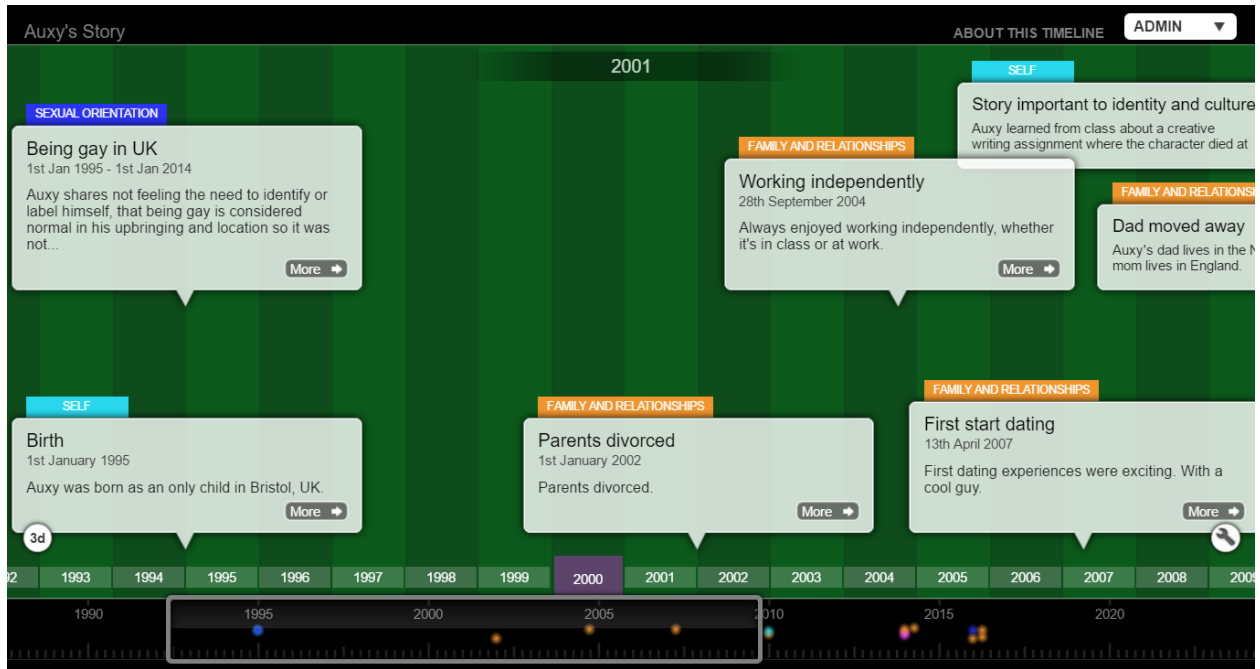 Auxy's Story
ABOUT THIS TIMELINE
ADMIN
2001
SEXUAL ORIENTATION
Being gay in UK
1st Jan 1995 - 1st Jan 2014
Auxy shares not feeling the need to identify or
label himself, that being gay is considered
normal in his upbringing and location so it was
not...
More
FAMILY AND RELATIONSHIPS
Working independently
28th September 2004
Always enjoyed working independently, whether
it's in class or at work.
More
SELF
Story important to identity and culture
Auxy learned from class about a creative
writing assignment where the character died at
FAMILY AND RELATIONS
Dad moved away
Auxy's dad lives in the N
mom lives in England.
SELF
Birth
1st January 1995
Auxy was born as an only child in Bristol, UK.
More
FAMILY AND RELATIONSHIPS
Parents divorced
1st January 2002
Parents divorced.
More
FAMILY AND RELATIONSHIPS
First start dating
13th April 2007
First dating experiences were exciting. With a
cool guy.
More
3d
92 1993 1994 1995 1996 1997 1998 1999 2000 2001 2002 2003 2004 2005 2006 2007 2008 2009
1990 1995 2000 2005 2010 2015 2020